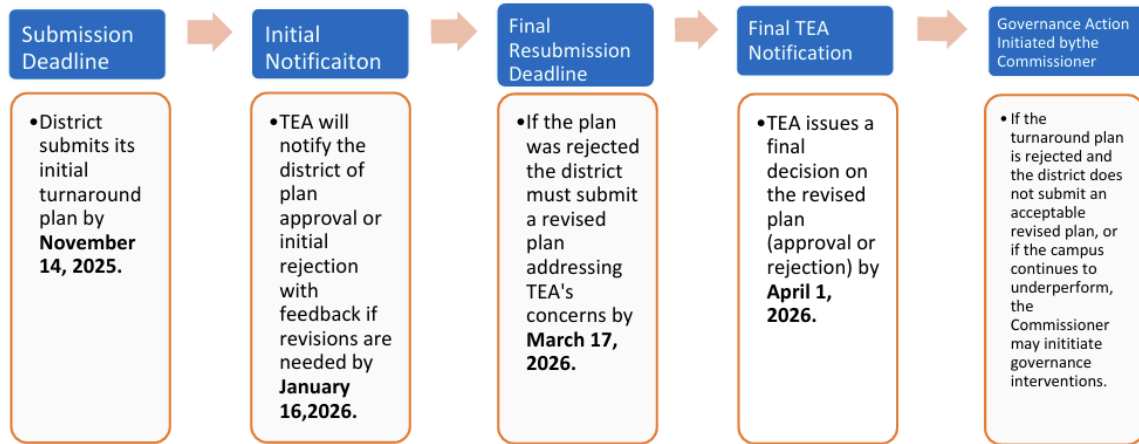 Submission
Deadline
•District
submits its
initial
turnaround
plan by
November
14, 2025.
Initial
Notificaiton
•TEA will
notify the
district of
plan
approval or
initial
rejection
with
feedback if
revisions are
needed by
January
16,2026.
Final
Resubmission
Deadline
•If the plan
was rejected
the district
must submit
a revised
plan
addressing
TEA's
concerns by
March 17,
2026.
Final TEA
Notification
•TEA issues a
final
decision on
the revised
plan
(approval or
rejection) by
April 1,
2026.
Governance Action
Initiated bythe
Commissioner
• If the
turnaround plan
is rejected and
the district does
not submit an
acceptable
revised plan, or
if the campus
continues to
underperform,
the
Commissioner
may inititiate
governance
interventions.